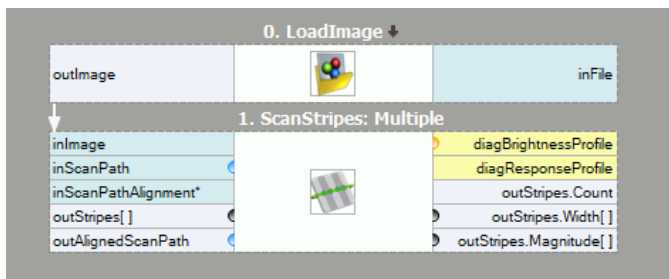 0. LoadImage
outImage
inFile
1. ScanStripes: Multiple
inImage
diagBrightnessProfile
inScanPath
diagResponseProfile
inScanPathAlignment*
outStripes.Count
outStripes[ ]
outStripes.Width[ ]
outAlignedScanPath
outStripes.Magnitude[ ]